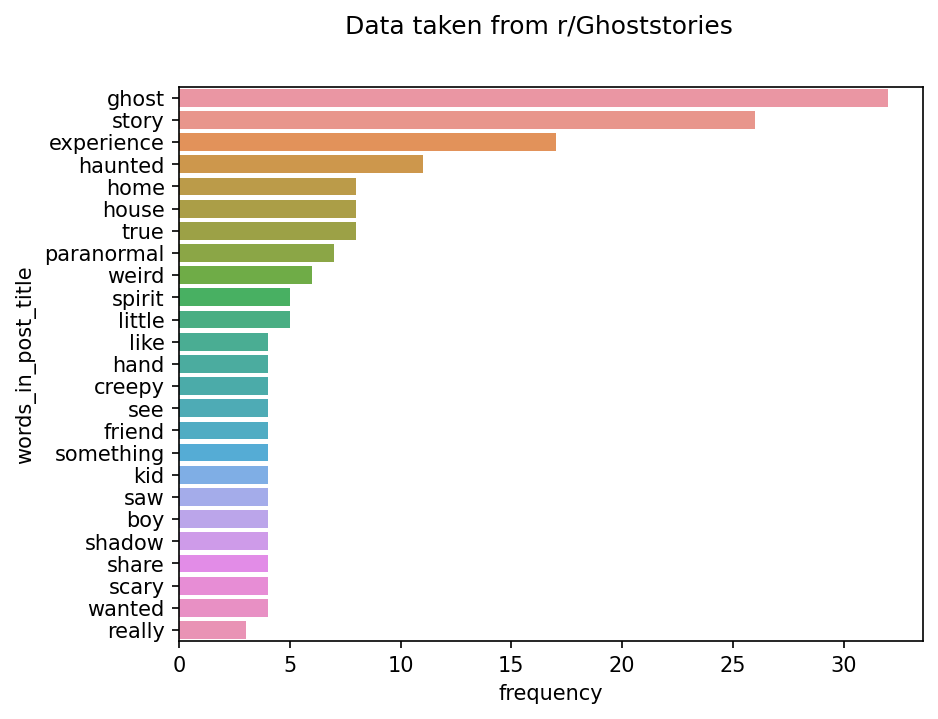 Data taken from r/Ghoststories
words_in_post_title
ghost
story
experience
haunted
home
house
true
paranormal
weird
spirit
little
like
hand
creepy
see
friend
something
kid
saw
boy
shadow
share
scary
wanted
really
0 5 10 15 20 25 30
frequency